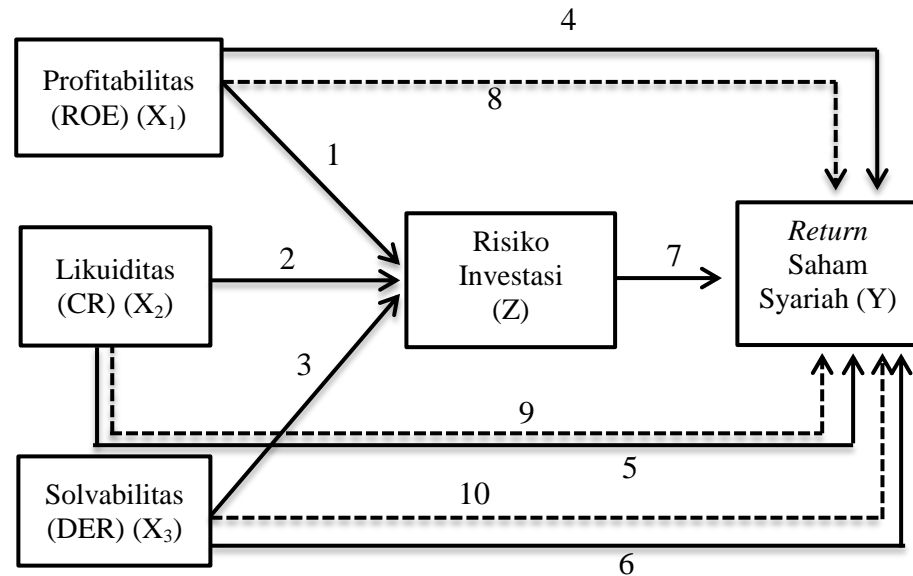 4
Profitabilitas
(ROE) (X₁)
8
1
Likuiditas
(CR) (X₂)
2
Risiko
Investasi
(Z)
7
Return
Saham
Syariah (Y)
3
9
5
Solvabilitas
(DER) (X₃)
10
6